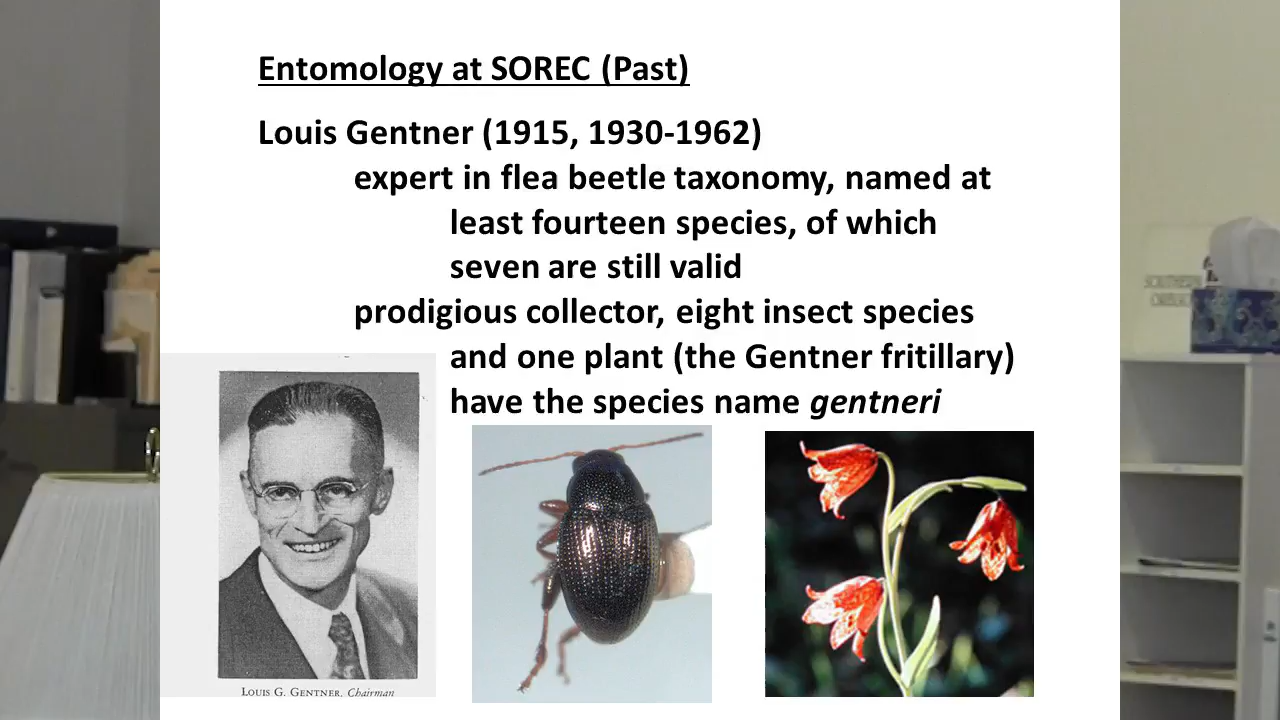 Entomology at SOREC (Past)
Louis Gentner (1915, 1930-1962)
expert in flea beetle taxonomy, named at
least fourteen species, of which
seven are still valid
prodigious collector, eight insect species
and one plant (the Gentner fritillary)
have the species name gentneri
LOUIS G. GENTNER, Chairman